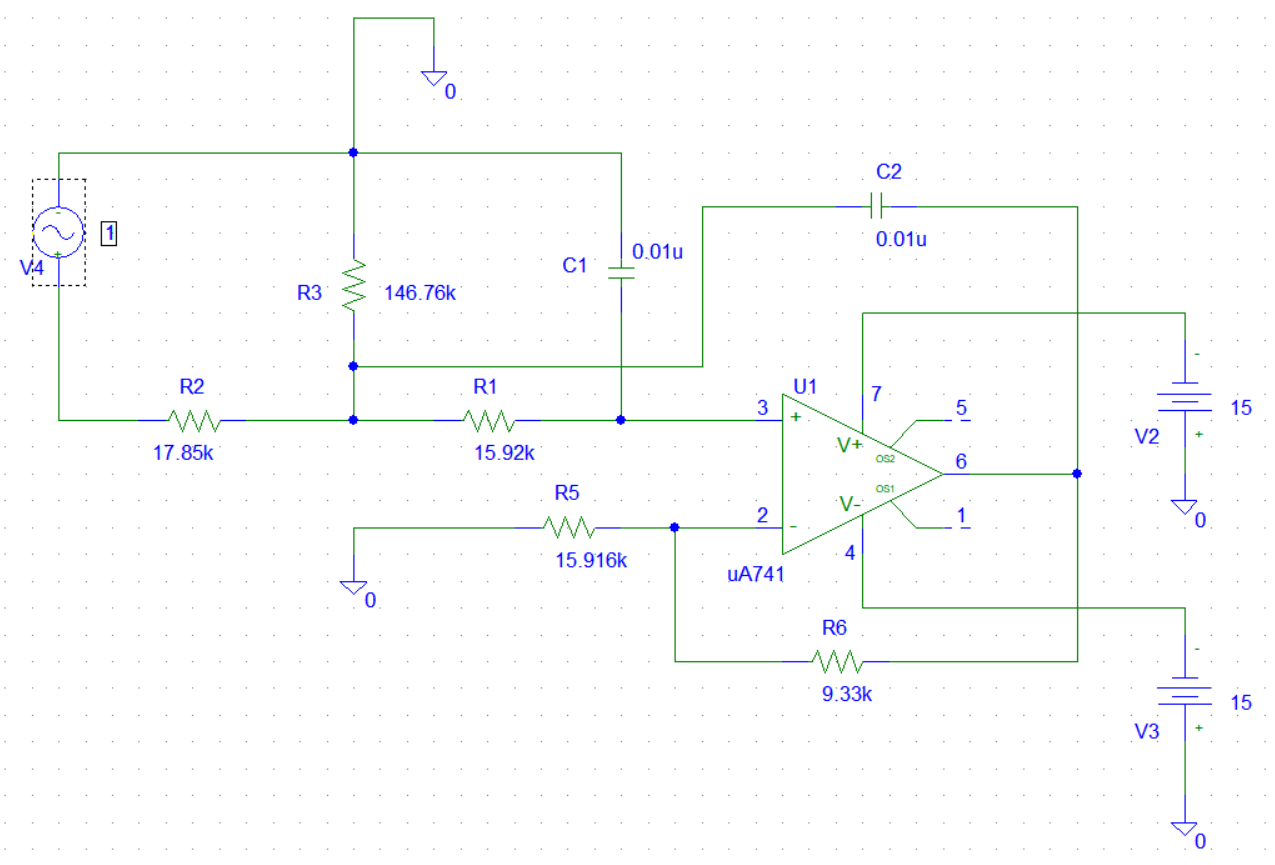 0
C2
0.01u
1
V4
-
+
R3
146.76k
C1
0.01u
R2
17.85k
R1
15.92k
U1
3
+
7
V+
OS2
5
6
OS1
V-
1
2
-
4
uA741
R5
15.916k
0
R6
9.33k
-
15
V2
+
0
-
15
V3
+
0